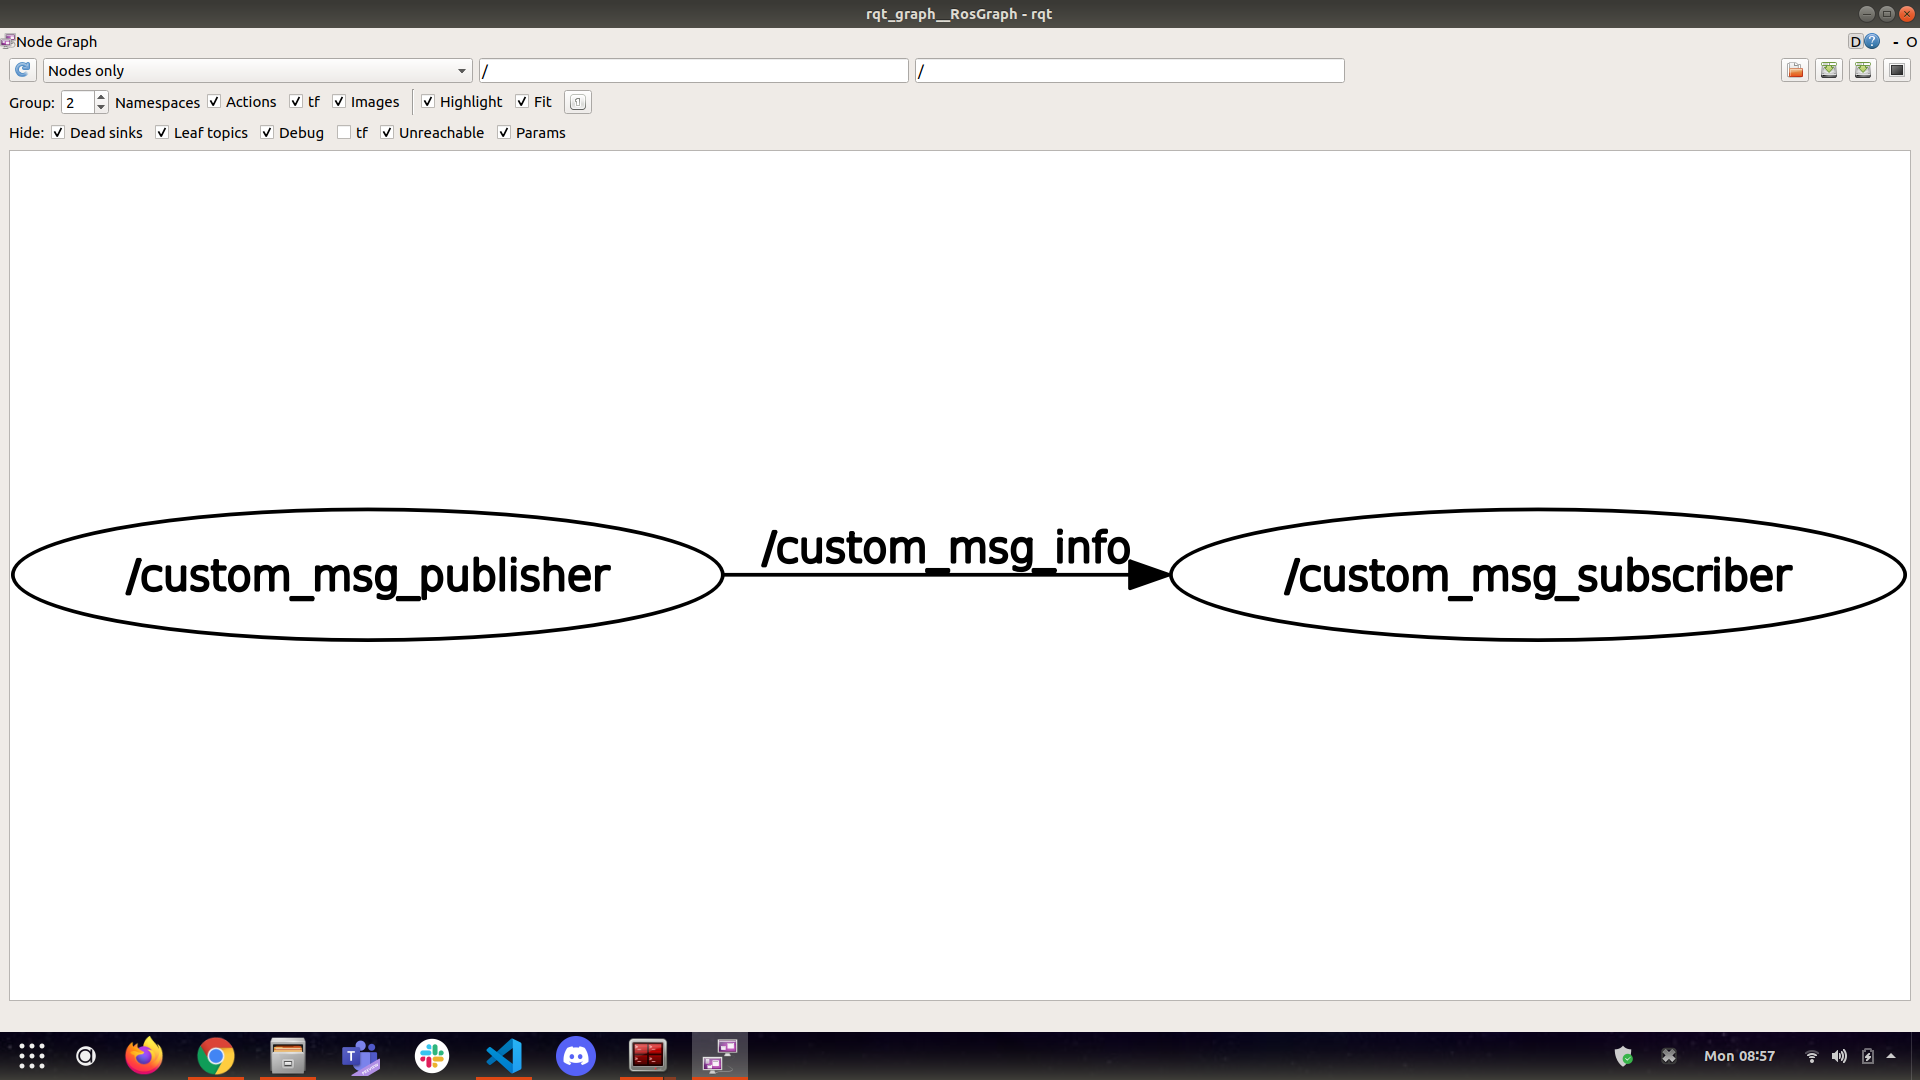 rqt_graph__RosGraph - rqt
Node Graph
D ? - O
Nodes only / /
Group: 2 Namespaces Actions tf Images Highlight Fit
Hide: Dead sinks Leaf topics Debug tf Unreachable Params
/custom_msg_publisher /custom_msg_info /custom_msg_subscriber
Mon 08:57